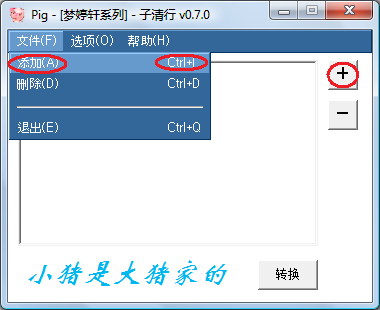 Pig - [梦婷轩系列] - 子清行 v0.7.0
文件(F) 选项(O) 帮助(H)
添加(A) Ctrl+I
删除(D) Ctrl+D
退出(E) Ctrl+Q
+
−
小猪是大猪家的
转换